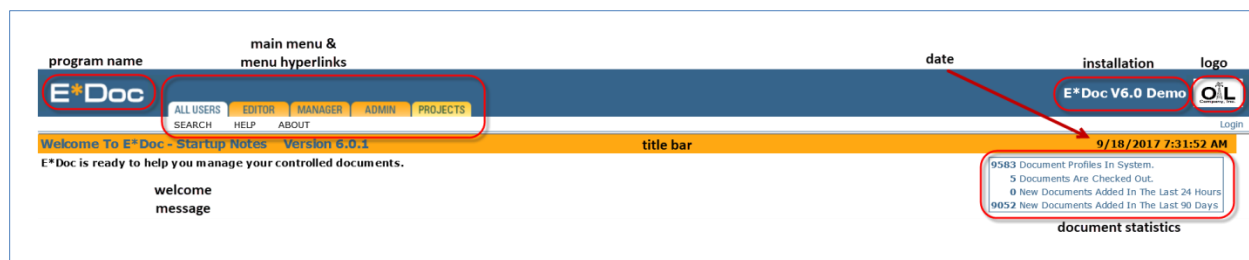 program name
main menu &
menu hyperlinks
date
installation
logo
E*Doc
E*Doc V6.0 Demo
OIL
Company, Inc.
ALL USERS EDITOR MANAGER ADMIN PROJECTS
SEARCH HELP ABOUT
Login
Welcome To E*Doc - Startup Notes Version 6.0.1
title bar
9/18/2017 7:31:52 AM
E*Doc is ready to help you manage your controlled documents.
welcome
message
9583 Document Profiles In System.
5 Documents Are Checked Out.
0 New Documents Added In The Last 24 Hours
9052 New Documents Added In The Last 90 Days
document statistics